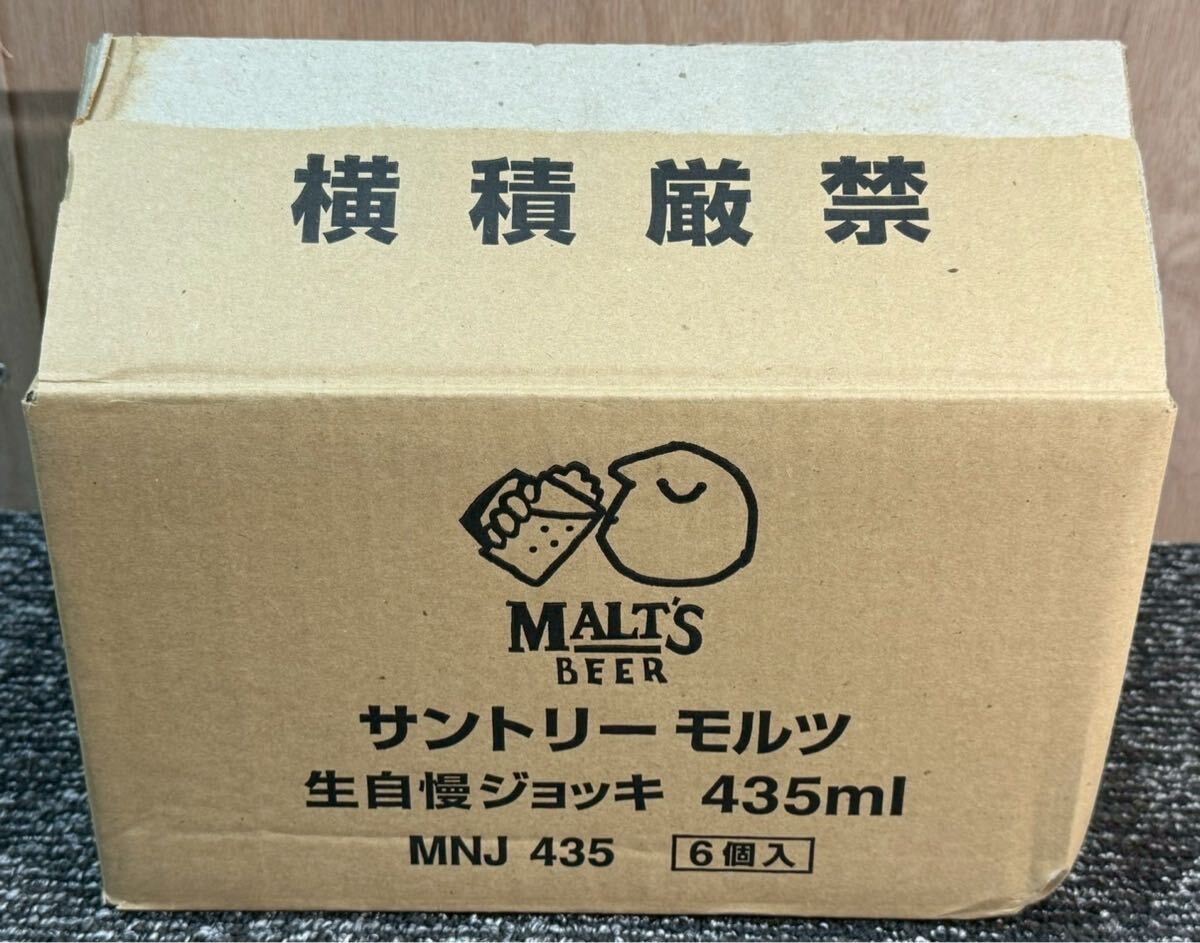 横積厳禁
MALT'S
BEER
サントリー モルツ
生自慢ジョッキ 435ml
MNJ 435 6個入